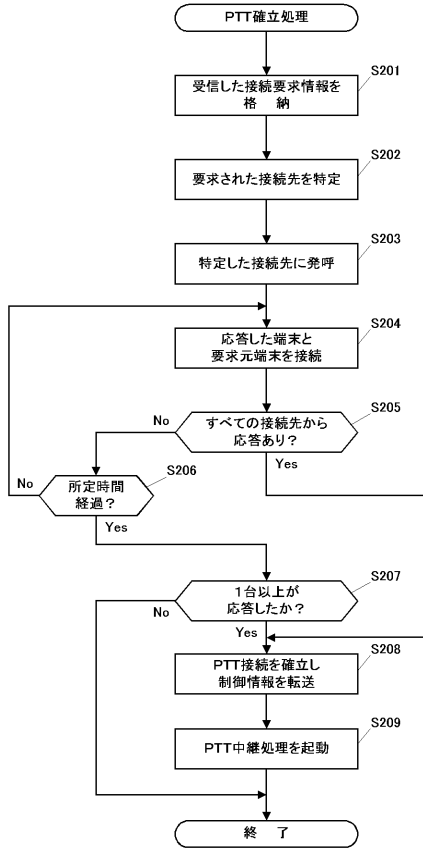 PTT確立処理
S201
受信した接続要求情報を
格 納
S202
要求された接続先を特定
S203
特定した接続先に発呼
S204
応答した端末と
要求元端末を接続
S205
No
すべての接続先から
応答あり?
Yes
S206
No
所定時間
経過?
Yes
S207
1台以上が
応答したか?
No
Yes
S208
PTT接続を確立し
制御情報を転送
S209
PTT中継処理を起動
終 了